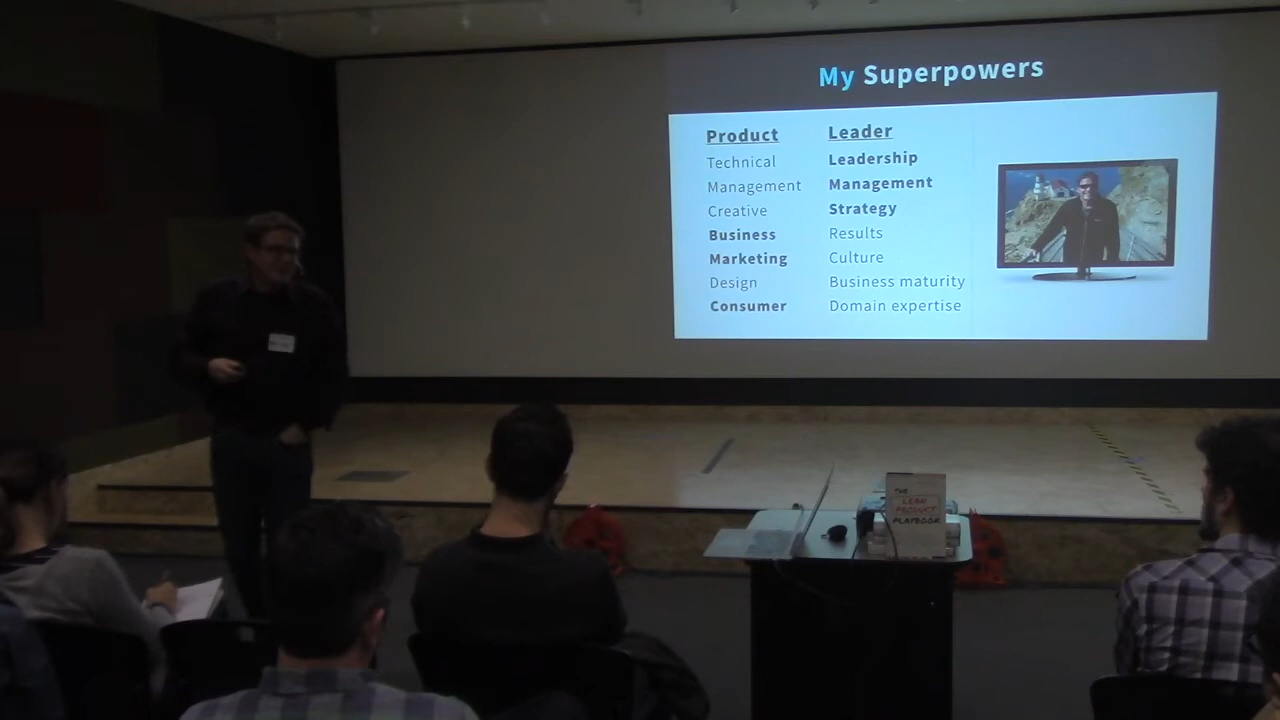 My Superpowers
Product
Technical
Management
Creative
Business
Marketing
Design
Consumer
Leader
Leadership
Management
Strategy
Results
Culture
Business maturity
Domain expertise
THE
LEAN
PRODUCT
PLAYBOOK